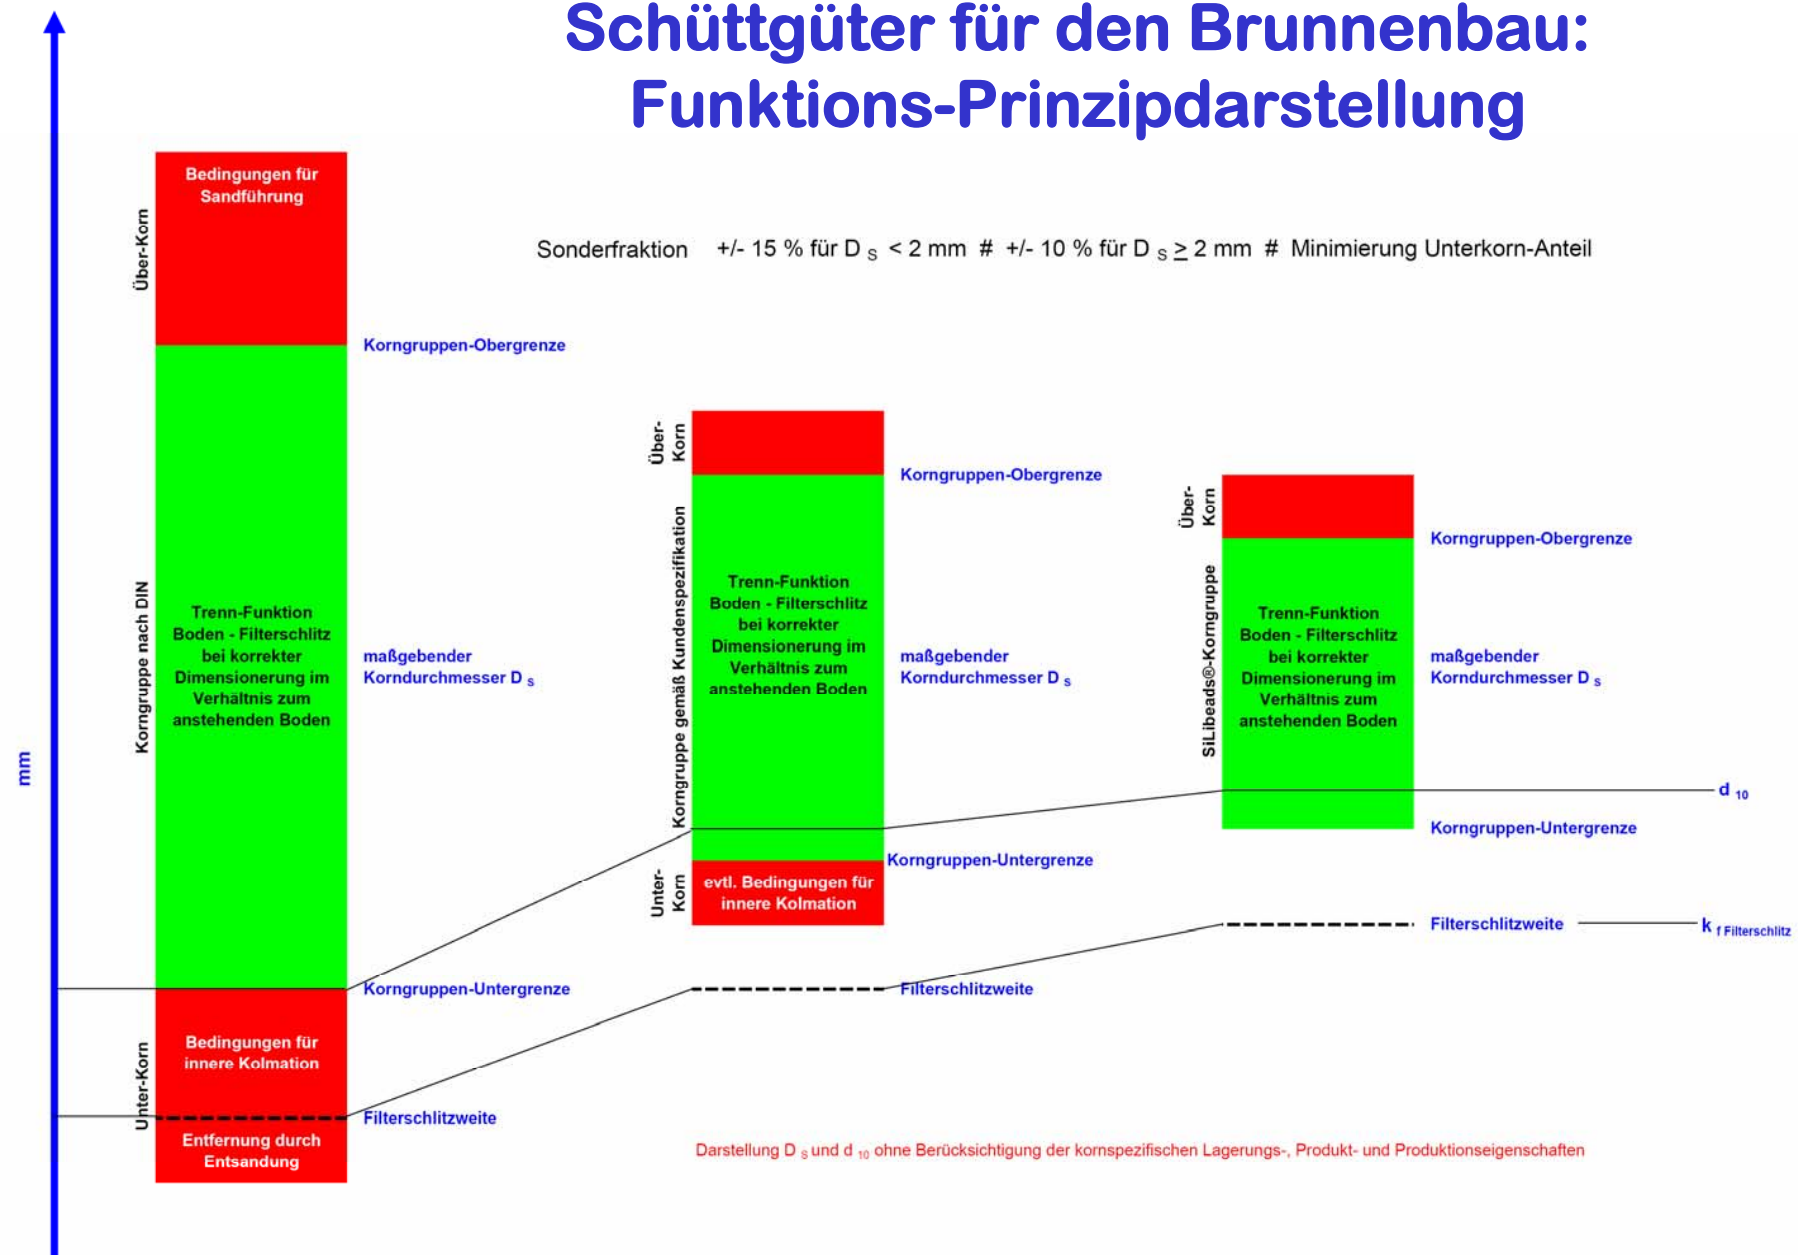 Schüttgüter für den Brunnenbau:
Funktions-Prinzipdarstellung
Sonderfraktion +/- 15 % für D S < 2 mm # +/- 10 % für D S ≥ 2 mm # Minimierung Unterkorn-Anteil
mm
Über-Korn
Bedingungen für
Sandführung
Korngruppen-Obergrenze
Korngruppe nach DIN
Trenn-Funktion
Boden - Filterschlitz
bei korrekter
Dimensionierung im
Verhältnis zum
anstehenden Boden
maßgebender
Korndurchmesser D S
Korngruppen-Untergrenze
Unter-Korn
Bedingungen für
innere Kolmation
Filterschlitzweite
Entfernung durch
Entsandung
Über-
Korn
Korngruppen-Obergrenze
Korngruppe gemäß Kundenspezifikation
Trenn-Funktion
Boden - Filterschlitz
bei korrekter
Dimensionierung im
Verhältnis zum
anstehenden Boden
maßgebender
Korndurchmesser D S
Korngruppen-Untergrenze
Unter-
Korn
evtl. Bedingungen für
innere Kolmation
Filterschlitzweite
Über-
Korn
Korngruppen-Obergrenze
SiLibeads®-Korngruppe
Trenn-Funktion
Boden - Filterschlitz
bei korrekter
Dimensionierung im
Verhältnis zum
anstehenden Boden
maßgebender
Korndurchmesser D S
d 10
Korngruppen-Untergrenze
Filterschlitzweite
k f Filterschlitz
Darstellung D S und d 10 ohne Berücksichtigung der kornspezifischen Lagerungs-, Produkt- und Produktionseigenschaften